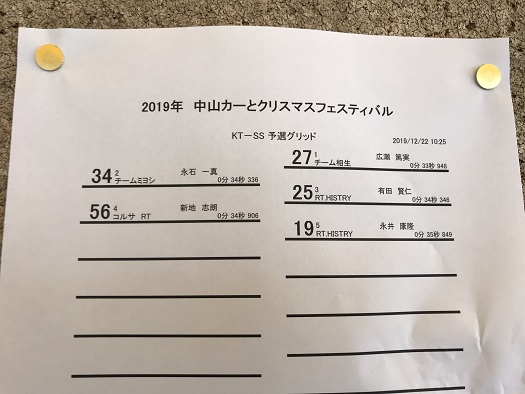 2019年 中山カーとクリスマスフェスティバル
KT－SS 予選グリッド
2019/12/22 10:25
27 1 広瀬 篤実
チーム相生 0分 33秒 948
34 2 永石 一真
チームミヨシ 0分 34秒 336
25 3 有田 賢仁
RT.HISTRY 0分 34秒 346
56 4 新地 志朗
コルサ RT 0分 34秒 906
19 5 永井 康隆
RT.HISTRY 0分 35秒 849